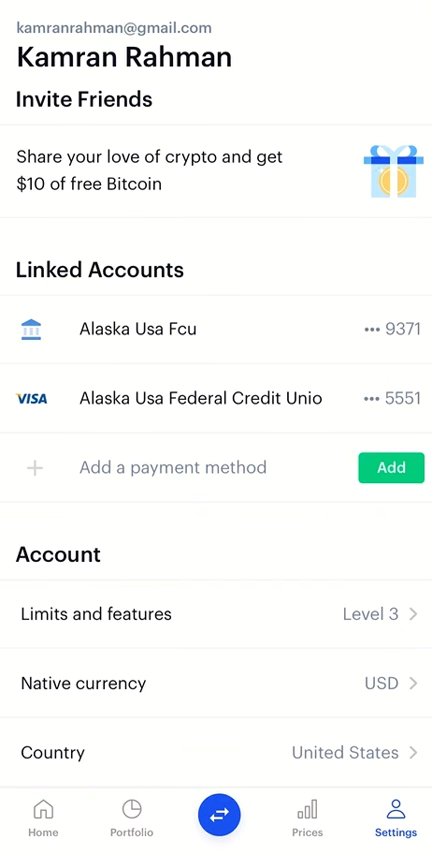 kamranrahman@gmail.com
Kamran Rahman
Invite Friends
Share your love of crypto and get
$10 of free Bitcoin
Linked Accounts
Alaska Usa Fcu ••• 9371
VISA Alaska Usa Federal Credit Unio ••• 5551
Add a payment method Add
Account
Limits and features Level 3
Native currency USD
Country United States
Home Portfolio Prices Settings